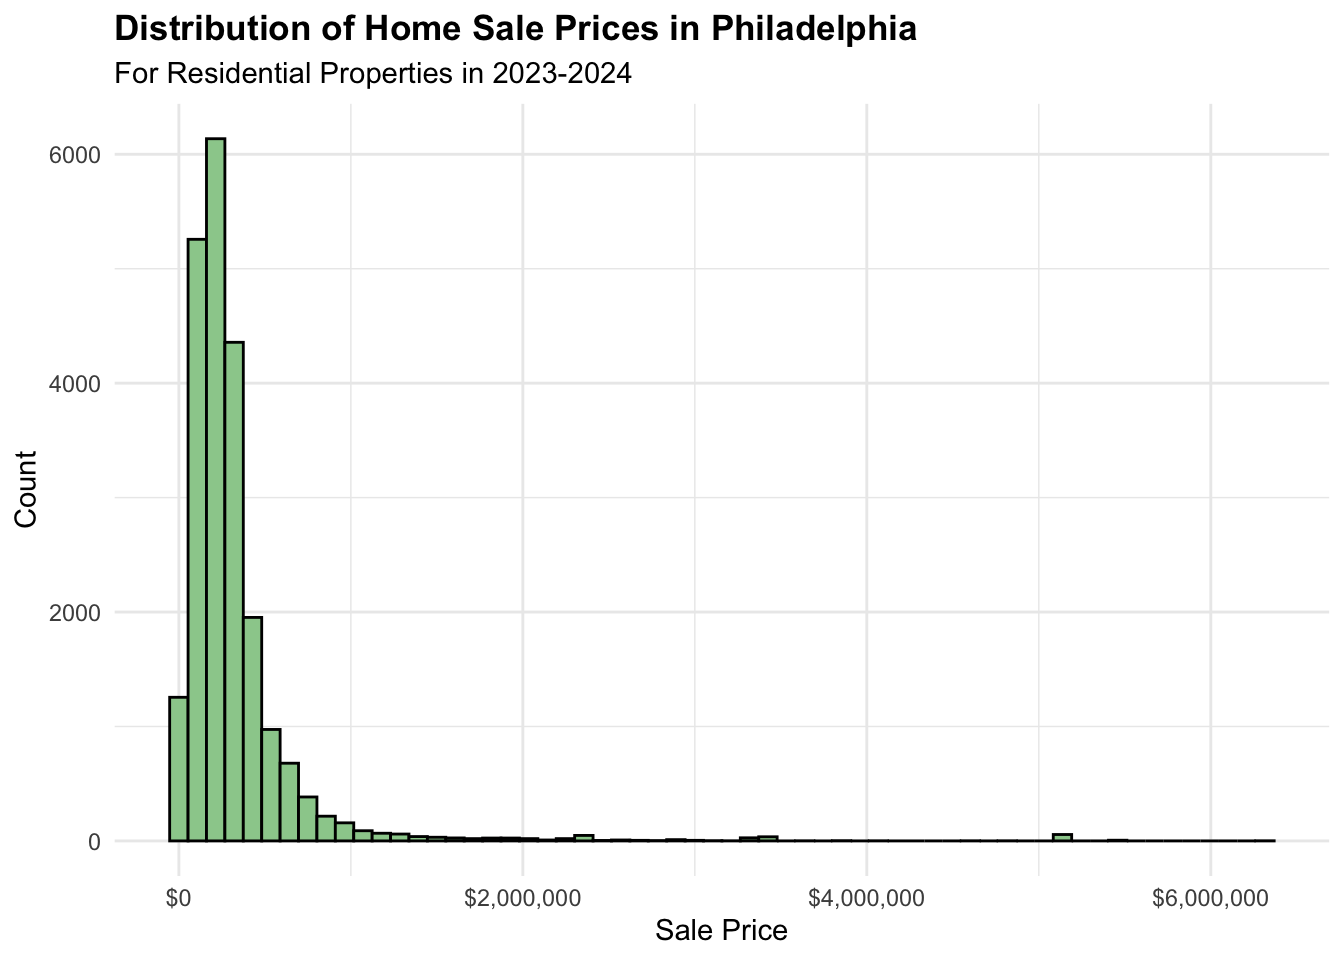 Distribution of Home Sale Prices in Philadelphia
For Residential Properties in 2023-2024
6000
4000
2000
0
Count
$0
$2,000,000
$4,000,000
$6,000,000
Sale Price